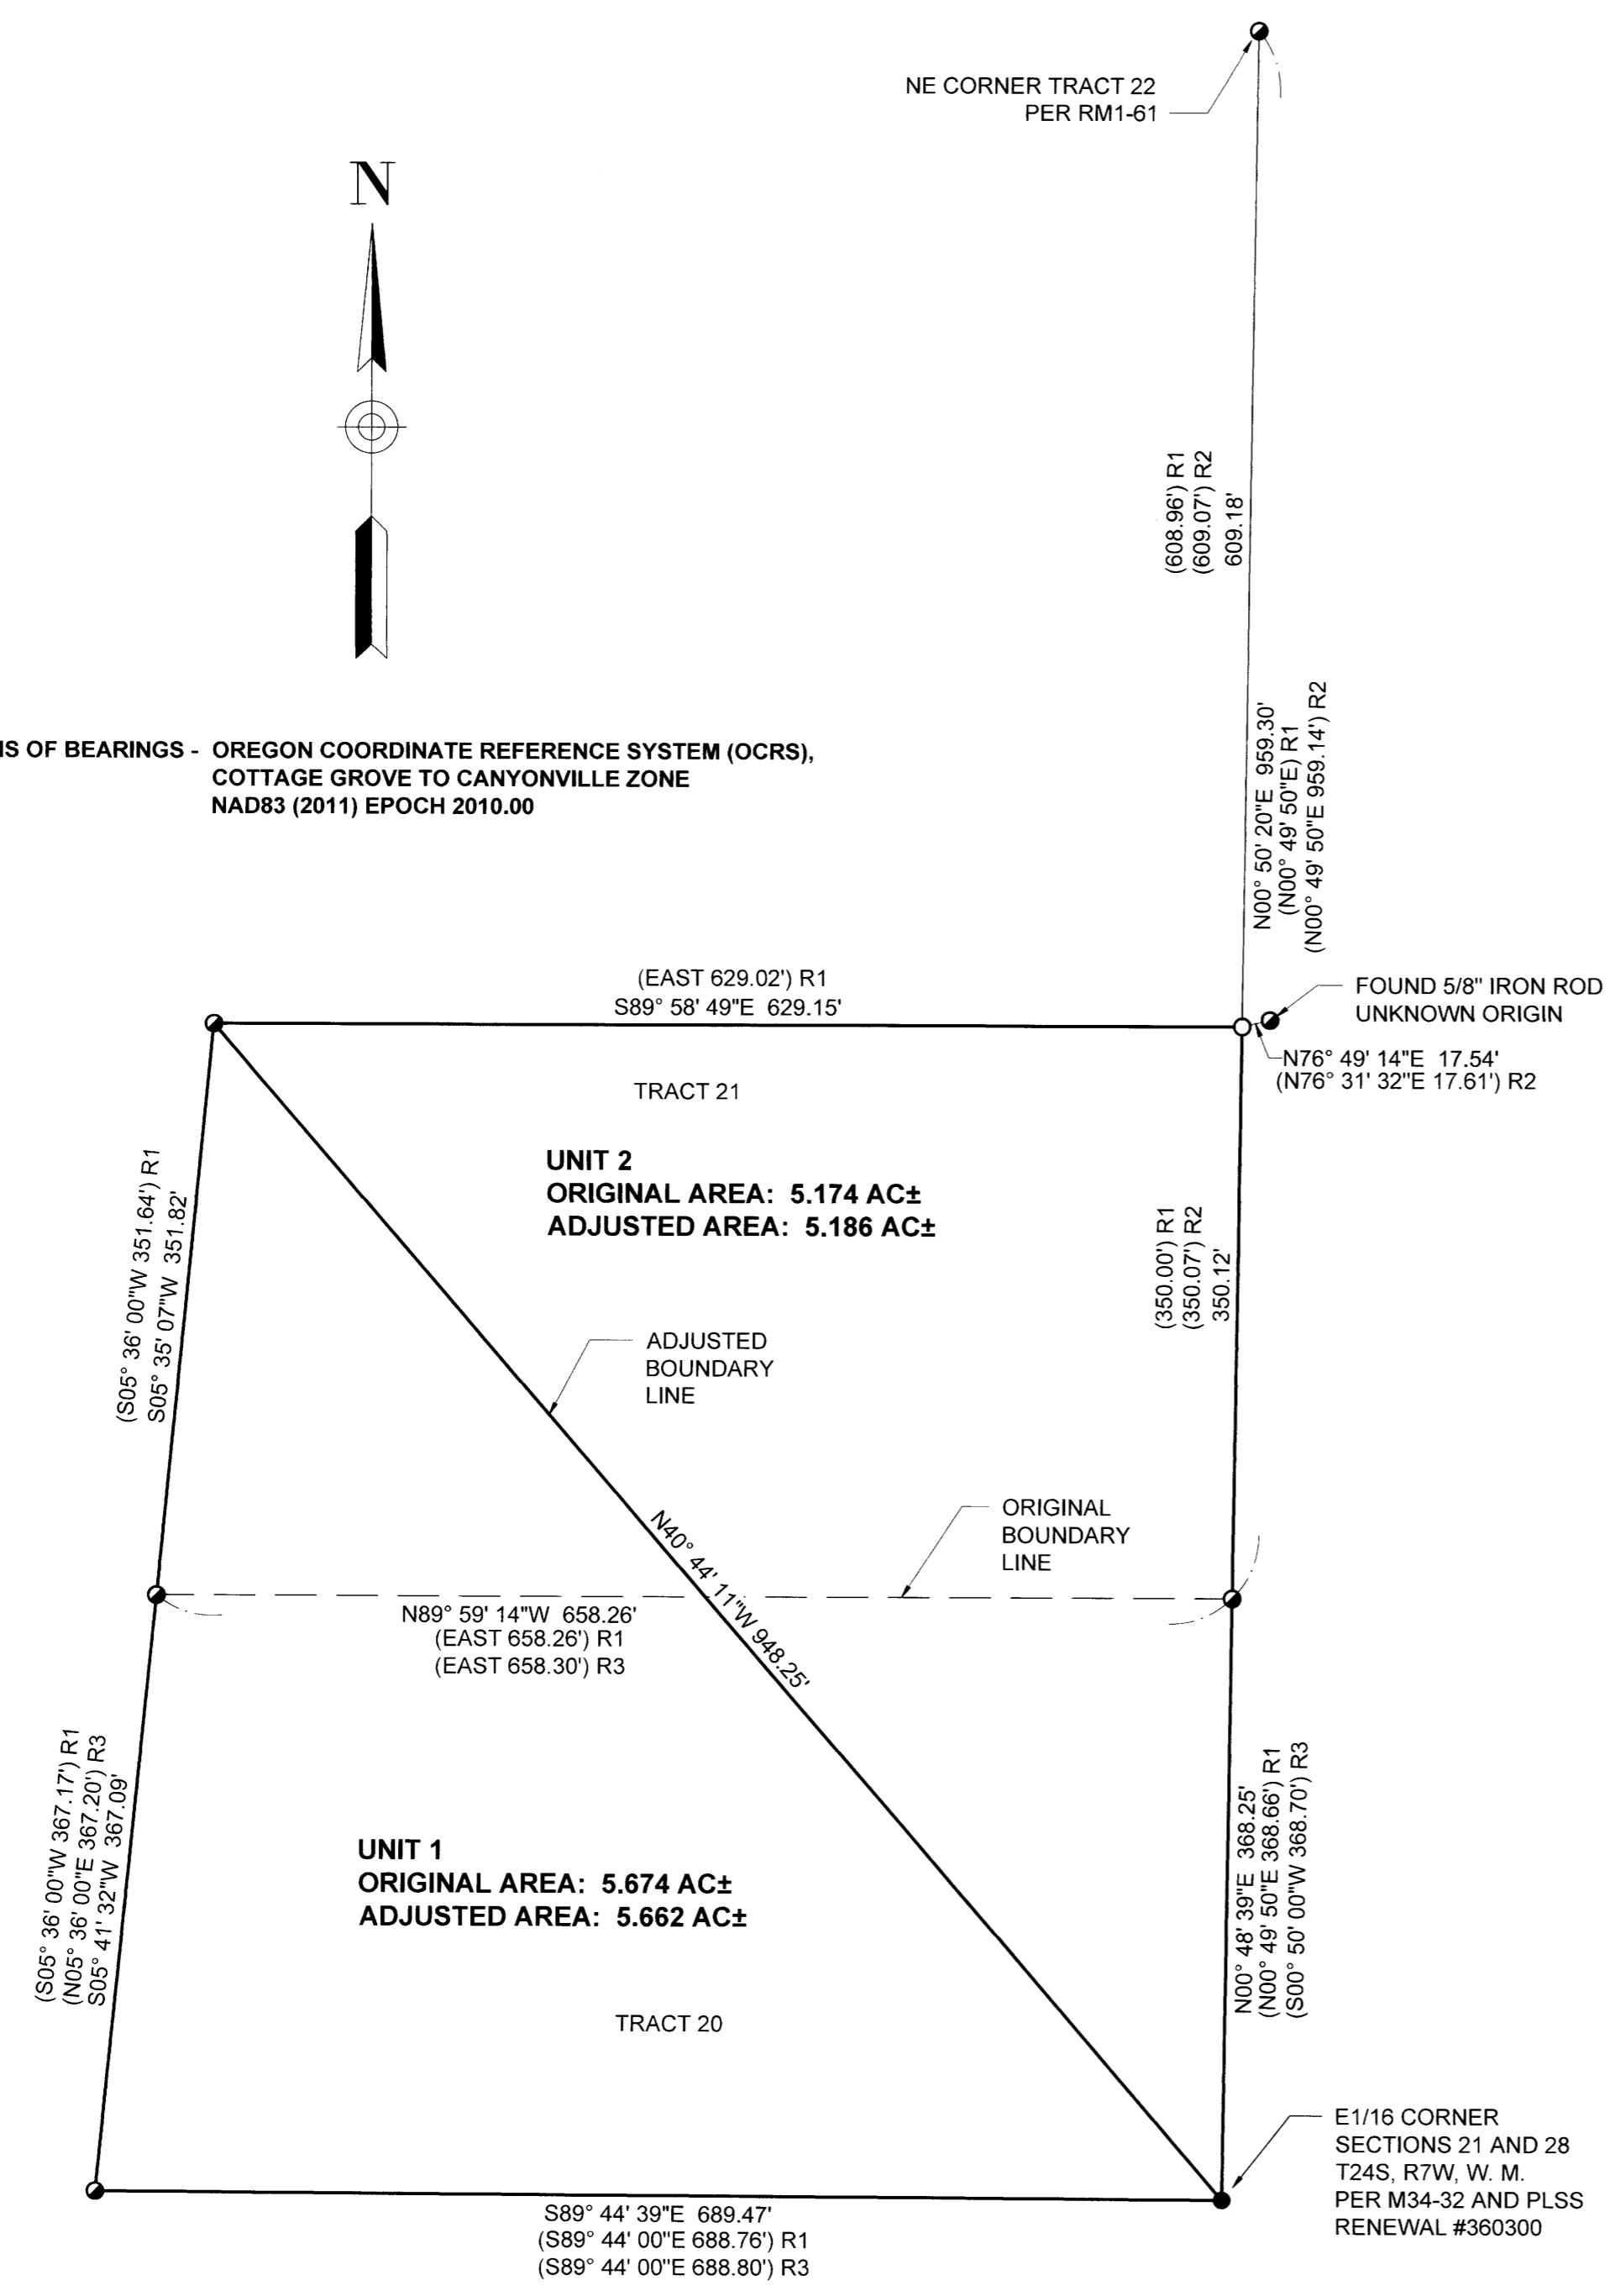 NE CORNER TRACT 22
PER RM1-61
N
(608.96') R1
(609.07') R2
609.18'
N00° 50' 20"E 959.30'
(N00° 49' 50"E) R1
(N00° 49' 50"E 959.14') R2
IS OF BEARINGS - OREGON COORDINATE REFERENCE SYSTEM (OCRS),
COTTAGE GROVE TO CANYONVILLE ZONE
NAD83 (2011) EPOCH 2010.00
(EAST 629.02') R1
S89° 58' 49"E 629.15'
FOUND 5/8" IRON ROD
UNKNOWN ORIGIN
N76° 49' 14"E 17.54'
(N76° 31' 32"E 17.61') R2
TRACT 21
UNIT 2
ORIGINAL AREA: 5.174 AC±
ADJUSTED AREA: 5.186 AC±
(S05° 36' 00"W 351.64') R1
S05° 35' 07"W 351.82'
(350.00') R1
(350.07') R2
350.12'
ADJUSTED
BOUNDARY
LINE
ORIGINAL
BOUNDARY
LINE
N40° 44' 11"W 948.25'
N89° 59' 14"W 658.26'
(EAST 658.26') R1
(EAST 658.30') R3
(S05° 36' 00"W 367.17') R1
(N05° 36' 00"E 367.20') R3
S05° 41' 32"W 367.09'
UNIT 1
ORIGINAL AREA: 5.674 AC±
ADJUSTED AREA: 5.662 AC±
N00° 48' 39"E 368.25'
(N00° 49' 50"E 368.66') R1
(S00° 50' 00"W 368.70') R3
TRACT 20
E1/16 CORNER
SECTIONS 21 AND 28
T24S, R7W, W. M.
PER M34-32 AND PLSS
RENEWAL #360300
S89° 44' 39"E 689.47'
(S89° 44' 00"E 688.76') R1
(S89° 44' 00"E 688.80') R3